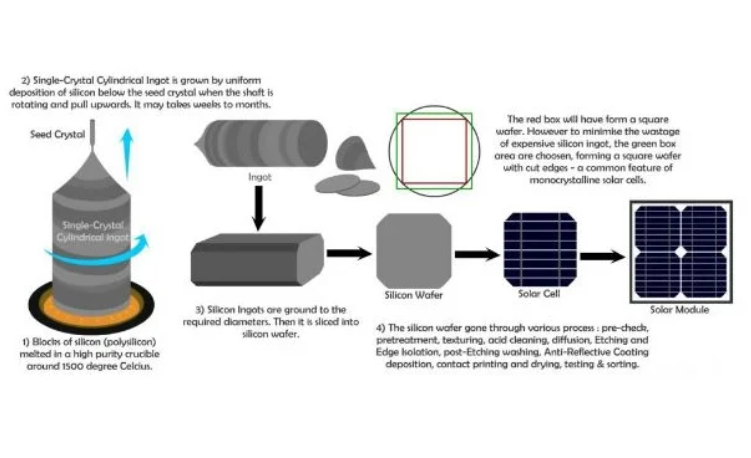 2) Single-Crystal Cylindrical Ingot is grown by uniform
deposition of silicon below the seed crystal when the shaft is
rotating and pull upwards. It may takes weeks to months.
Seed Crystal
Single-Crystal
Cylindrical Ingot
1) Blocks of silicon (polysilicon)
melted in a high purity crucible
around 1500 degree Celcius.
Ingot
The red box will have form a square
wafer. However to minimise the wastage
of expensive silicon ingot, the green box
area are choosen, forming a square wafer
with cut edges - a common feature of
monocrystalline solar cells.
3) Silicon Ingots are ground to the
required diameters. Then it is sliced into
silicon wafer.
Silicon Wafer
Solar Cell
Solar Module
4) The silicon wafer gone through various process : pre-check,
pretreatment, texturing, acid cleaning, diffusion, Etching and
Edge Isolation, post-Etching washing, Anti-Reflective Coating
deposition, contact printing and drying, testing & sorting.